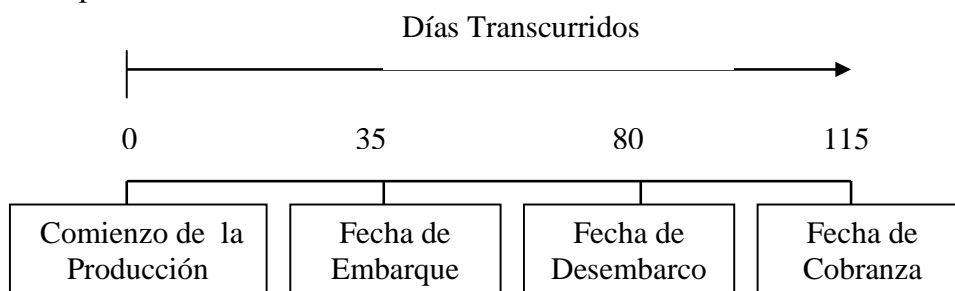 Días Transcurridos
0 35 80 115
Comienzo de la
Producción
Fecha de
Embarque
Fecha de
Desembarco
Fecha de
Cobranza